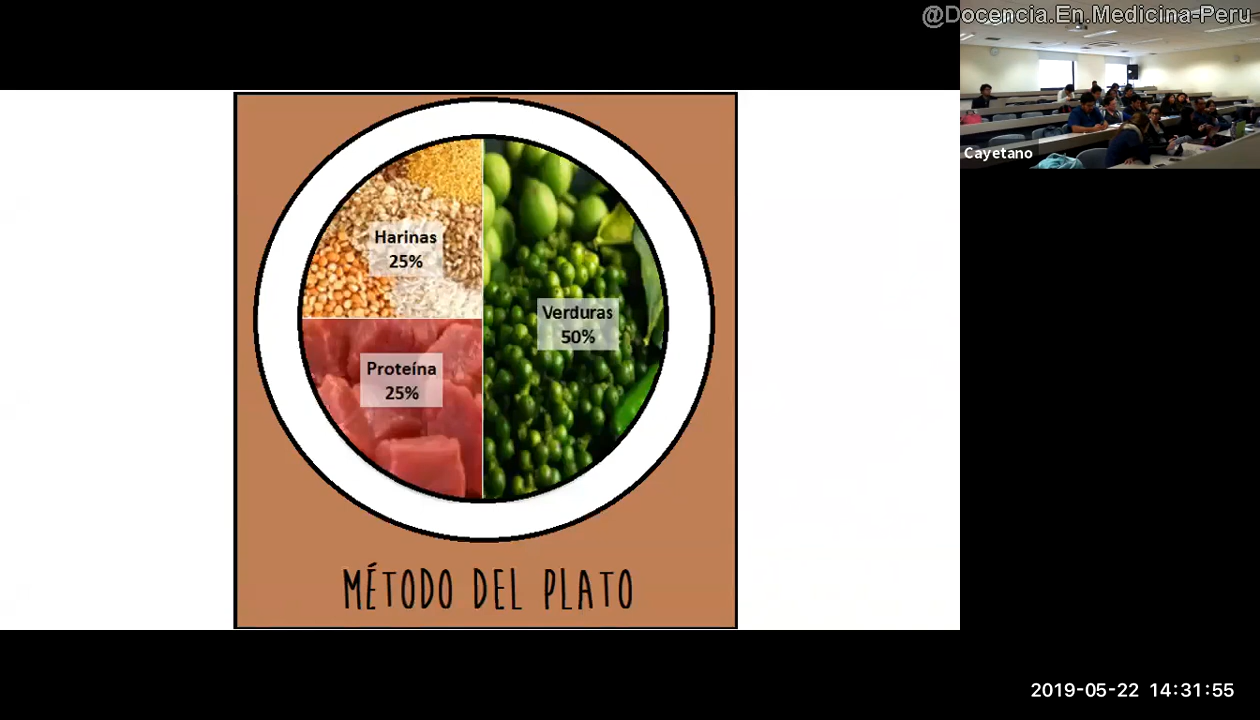 @Docencia.En.Medicina-Peru
Cayetano
Harinas
25%
Verduras
50%
Proteína
25%
MÉTODO DEL PLATO
2019-05-22 14:31:55